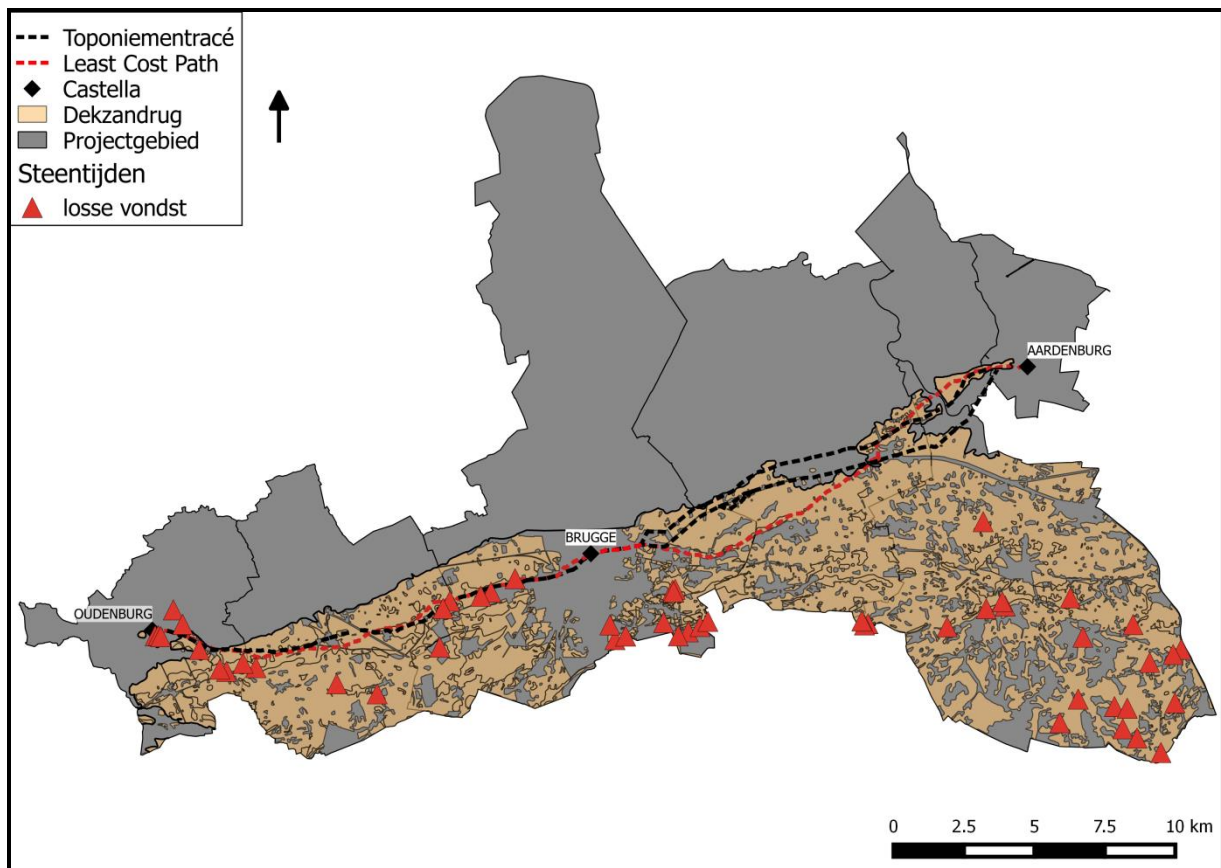 Toponiementracé
Least Cost Path
Castella
Dekzandrug
Projectgebied
Steentijden
losse vondst
AARDENBURG
BRUGGE
OUDENBURG
0 2.5 5 7.5 10 km